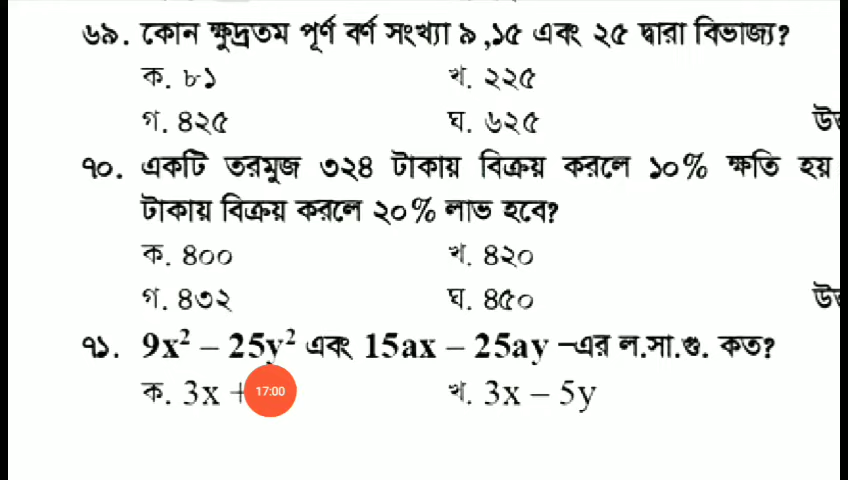 ৬৯. কোন ক্ষুদ্রতম পূর্ণ বর্গ সংখ্যা ৯ ,১৫ এবং ২৫ দ্বারা বিভাজ্য?
ক. ৮১ খ. ২২৫
গ. ৪২৫ ঘ. ৬২৫
৭০. একটি তরমুজ ৩২৪ টাকায় বিক্রয় করলে ১০% ক্ষতি হয়
টাকায় বিক্রয় করলে ২০% লাভ হবে?
ক. ৪০০ খ. ৪২০
গ. ৪৩২ ঘ. ৪৫০
৭১. 9x² – 25y² এবং 15ax – 25ay –এর ল.সা.গু. কত?
ক. 3x + 17:00 খ. 3x – 5y